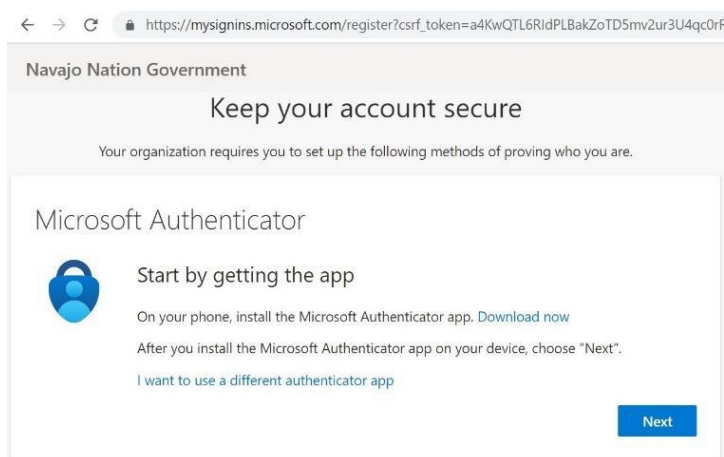 https://mysignins.microsoft.com/register?csrf_token=
Navajo Nation Government
Keep your account secure
Your organization requires you to set up the following methods of proving who you are.
Microsoft Authenticator
Start by getting the app
On your phone, install the Microsoft Authenticator app. Download now
After you install the Microsoft Authenticator app on your device, choose "Next".
I want to use a different authenticator app
Next